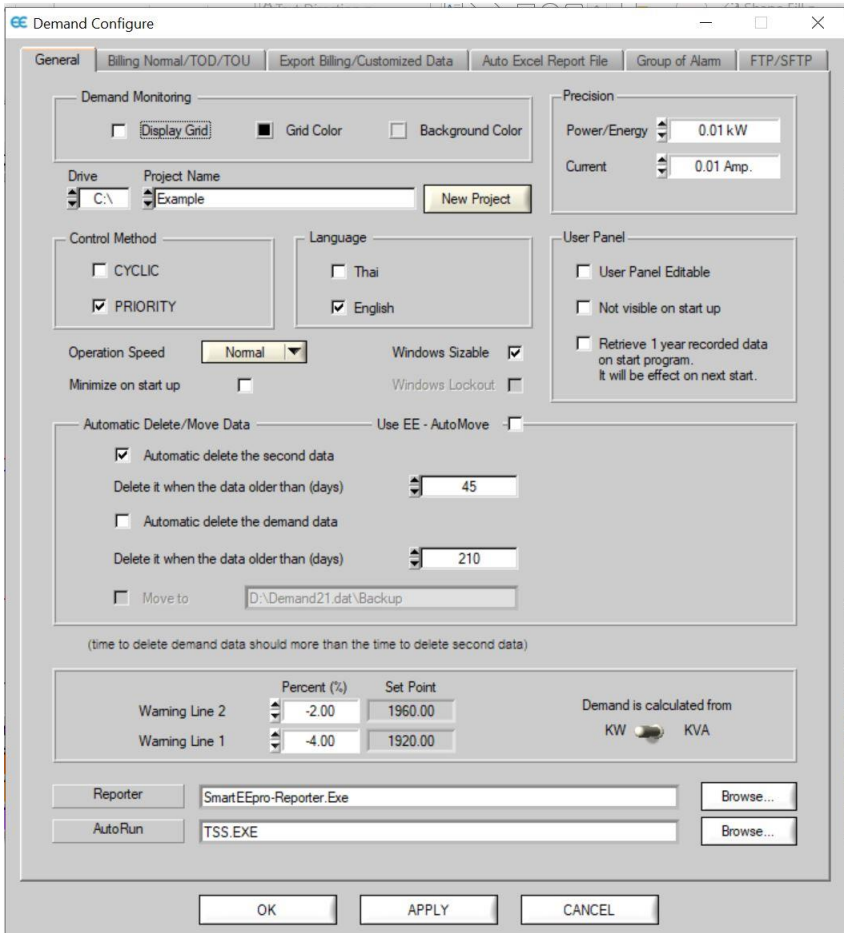 Demand Configure
General Billing Normal/TOD/TOU Export Billing/Customized Data Auto Excel Report File Group of Alarm FTP/SFTP
Demand Monitoring
Display Grid Grid Color Background Color
Precision
Power/Energy 0.01 kW
Current 0.01 Amp.
Drive Project Name
C:\ Example New Project
Control Method
CYCLIC
PRIORITY
Language
Thai
English
User Panel
User Panel Editable
Not visible on start up
Retrieve 1 year recorded data
on start program.
It will be effect on next start.
Operation Speed Normal Windows Sizable
Minimize on start up Windows Lockout
Automatic Delete/Move Data Use EE - AutoMove
Automatic delete the second data
Delete it when the data older than (days) 45
Automatic delete the demand data
Delete it when the data older than (days) 210
Move to D:\Demand21.dat\Backup
(time to delete demand data should more than the time to delete second data)
Percent (%) Set Point
Warning Line 2 -2.00 1960.00
Warning Line 1 -4.00 1920.00
Demand is calculated from
KW KVA
Reporter SmartEEpro-Reporter.Exe Browse...
AutoRun TSS.EXE Browse...
OK APPLY CANCEL